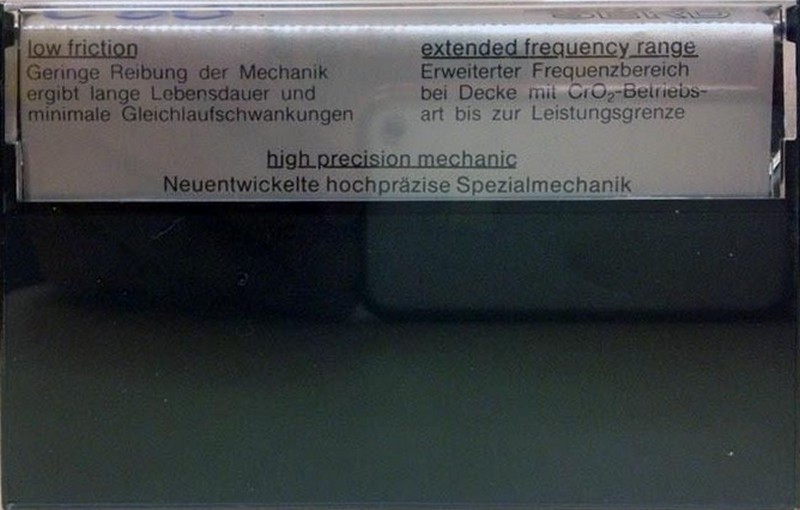 low friction
Geringe Reibung der Mechanik
ergibt lange Lebensdauer und
minimale Gleichlaufschwankungen
extended frequency range
Erweiterter Frequenzbereich
bei Decke mit CrO₂-Betriebs-
art bis zur Leistungsgrenze
high precision mechanic
Neuentwickelte hochpräzise Spezialmechanik